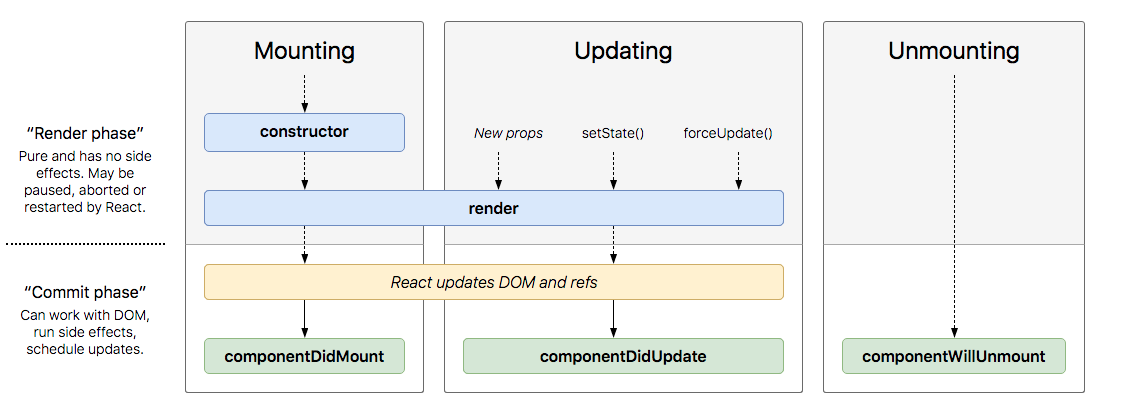 Mounting
Updating
Unmounting
“Render phase”
Pure and has no side
effects. May be
paused, aborted or
restarted by React.
constructor
New props
setState()
forceUpdate()
render
“Commit phase”
Can work with DOM,
run side effects,
schedule updates.
React updates DOM and refs
componentDidMount
componentDidUpdate
componentWillUnmount